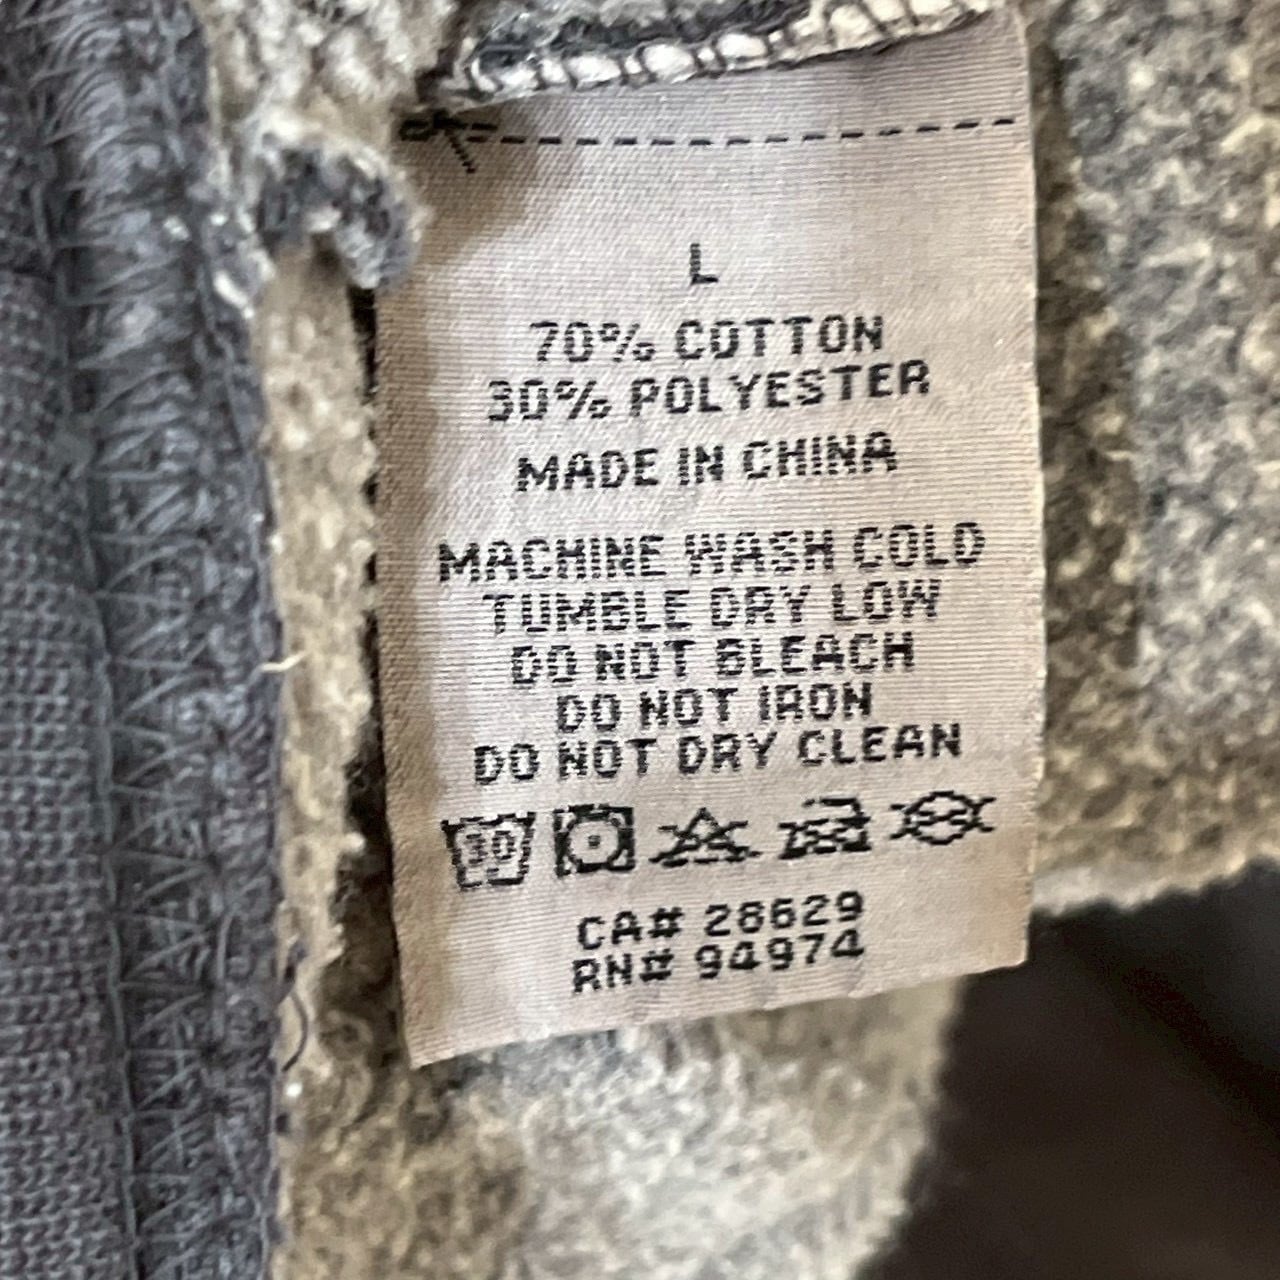 L
70% COTTON
30% POLYESTER
MADE IN CHINA
MACHINE WASH COLD
TUMBLE DRY LOW
DO NOT BLEACH
DO NOT IRON
DO NOT DRY CLEAN
30
CA# 28629
RN# 94974